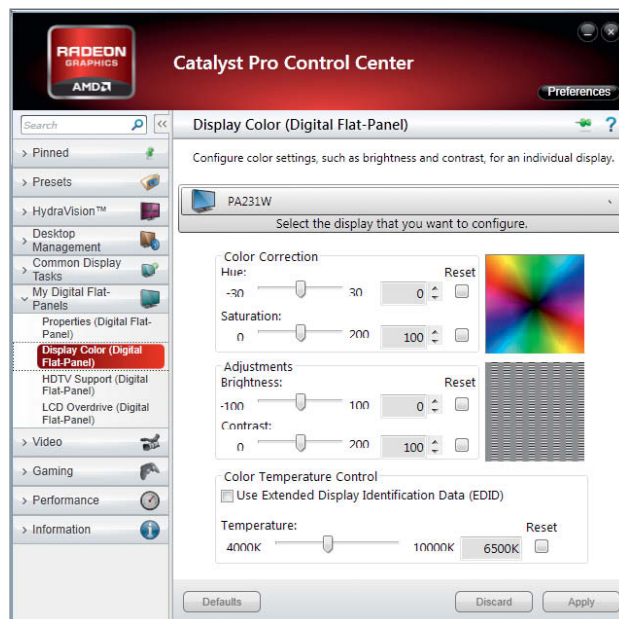 RADEON
GRAPHICS
AMD
Catalyst Pro Control Center
Preferences
Search
<<
Display Color (Digital Flat-Panel)
?
Configure color settings, such as brightness and contrast, for an individual display.
> Pinned
> Presets
> HydraVision™
> Desktop
Management
> Common Display
Tasks
My Digital Flat-
Panels
Properties (Digital Flat-
Panel)
Display Color (Digital
Flat-Panel)
HDTV Support (Digital
Flat-Panel)
LCD Overdrive (Digital
Flat-Panel)
> Video
> Gaming
> Performance
> Information
PA231W
Select the display that you want to configure.
Color Correction
Hue:
Reset
-30 30 0
Saturation:
0 200 100
Adjustments
Brightness:
Reset
-100 100 0
Contrast:
0 200 100
Color Temperature Control
Use Extended Display Identification Data (EDID)
Temperature:
Reset
4000K 10000K 6500K
Defaults
Discard
Apply